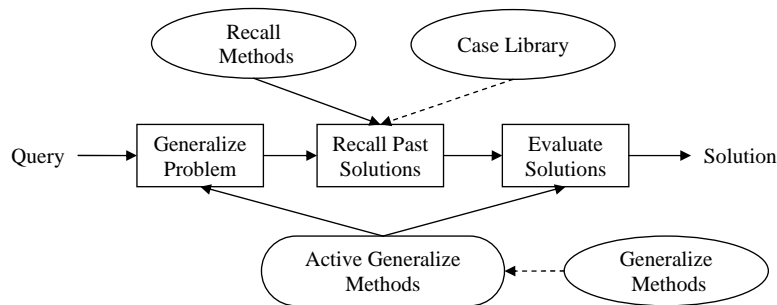 Recall
Methods
Case Library
Query
Generalize
Problem
Recall Past
Solutions
Evaluate
Solutions
Solution
Active Generalize
Methods
Generalize
Methods